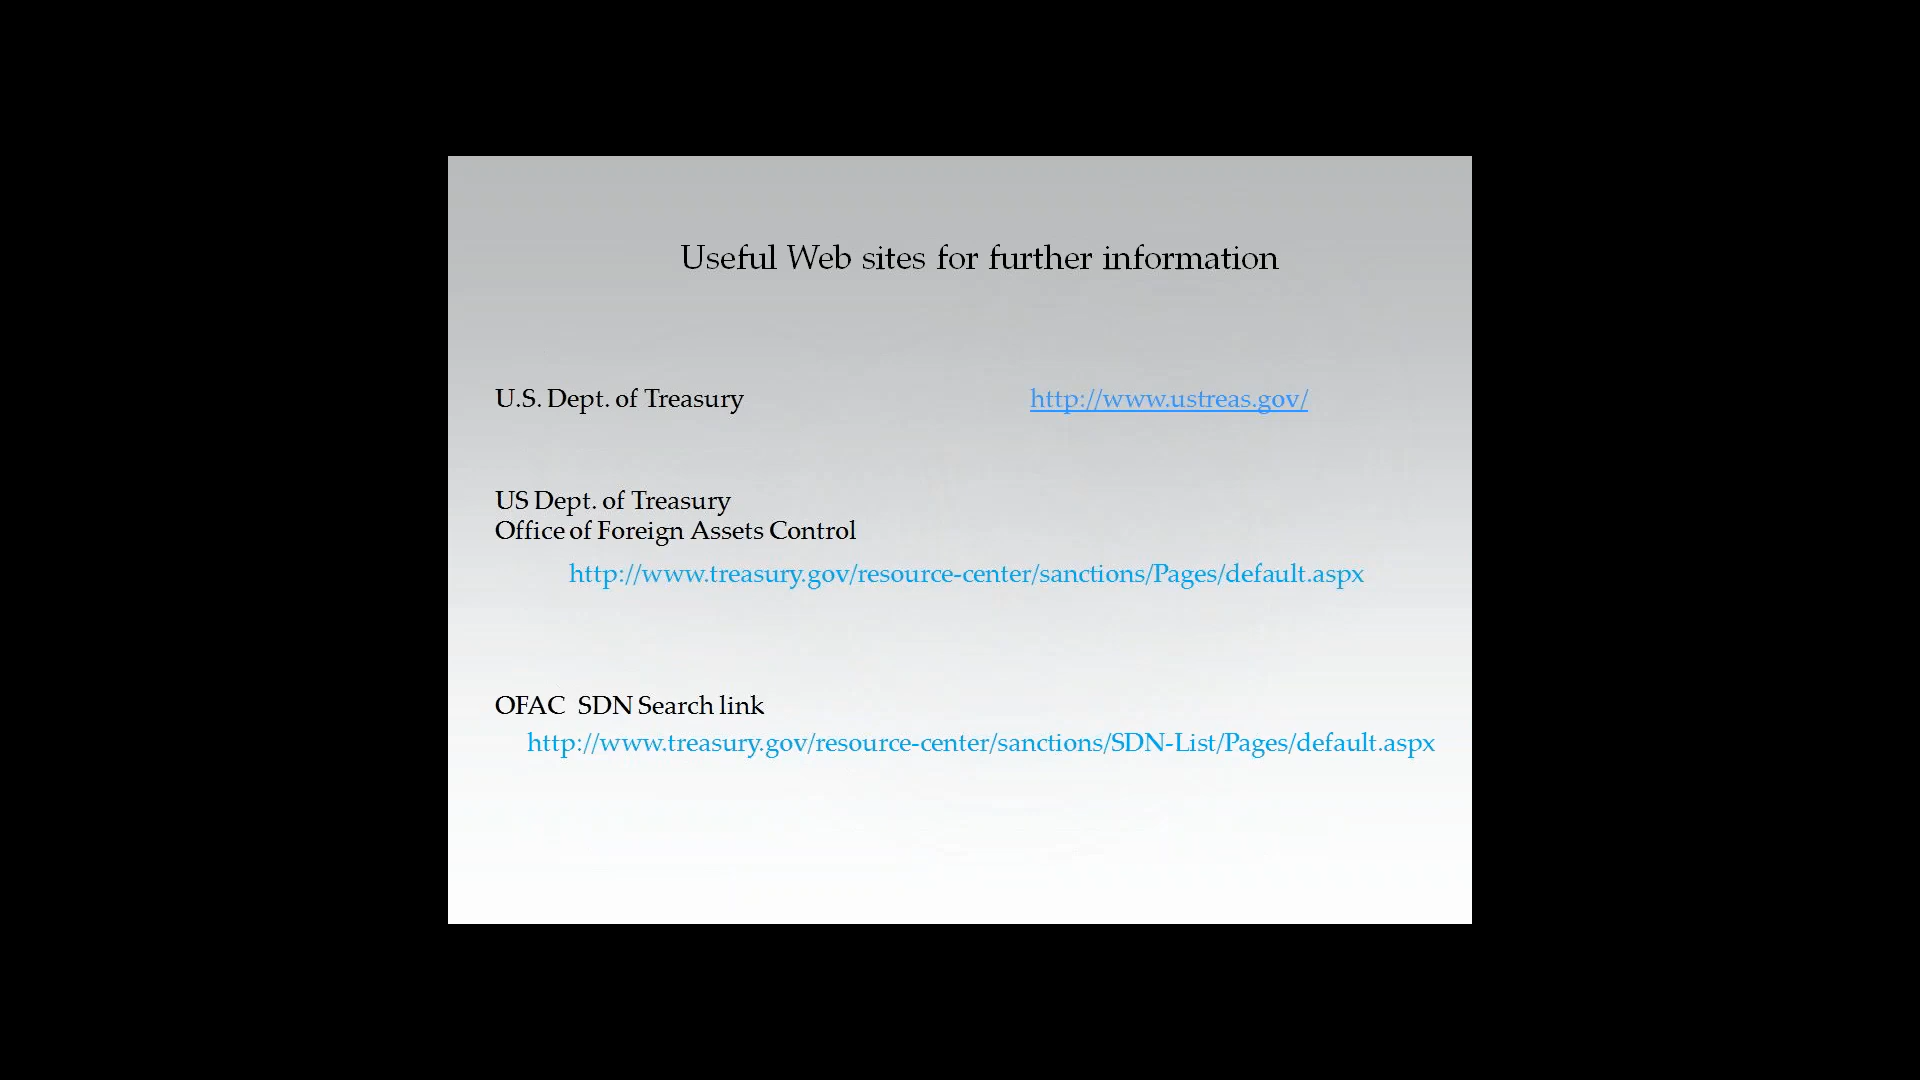 Useful Web sites for further information
U.S. Dept. of Treasury http://www.ustreas.gov/
US Dept. of Treasury
Office of Foreign Assets Control
http://www.treasury.gov/resource-center/sanctions/Pages/default.aspx
OFAC SDN Search link
http://www.treasury.gov/resource-center/sanctions/SDN-List/Pages/default.aspx